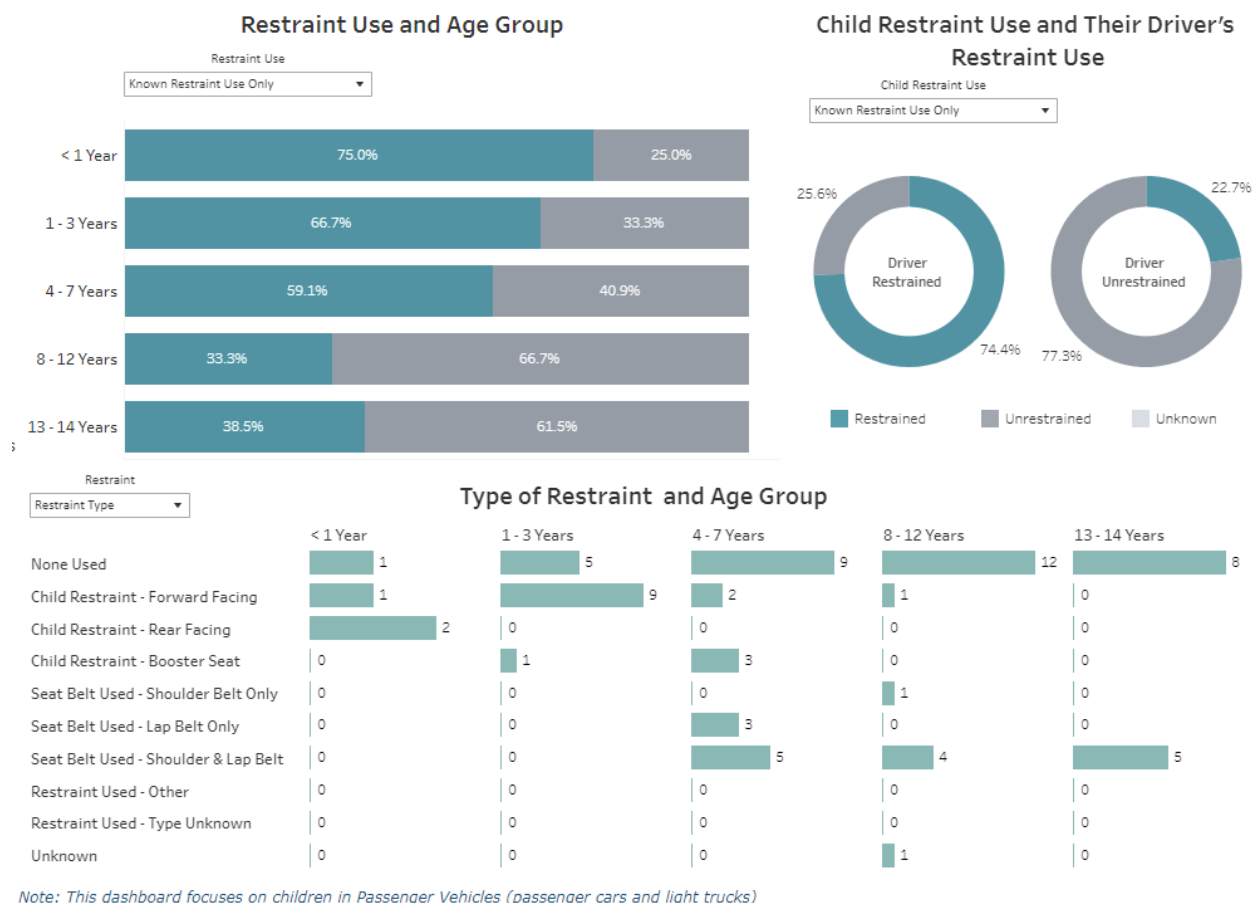 Restraint Use and Age Group
Restraint Use
Known Restraint Use Only
< 1 Year
75.0%
25.0%
1 - 3 Years
66.7%
33.3%
4 - 7 Years
59.1%
40.9%
8 - 12 Years
33.3%
66.7%
13 - 14 Years
38.5%
61.5%
s
Child Restraint Use and Their Driver's
Restraint Use
Child Restraint Use
Known Restraint Use Only
25.6%
Driver
Restrained
74.4%
22.7%
Driver
Unrestrained
77.3%
Restrained
Unrestrained
Unknown
Restraint
Restraint Type
Type of Restraint and Age Group
< 1 Year 1 - 3 Years 4 - 7 Years 8 - 12 Years 13 - 14 Years
None Used 1 5 9 12 8
Child Restraint - Forward Facing 1 9 2 1 0
Child Restraint - Rear Facing 2 0 0 0 0
Child Restraint - Booster Seat 0 1 3 0 0
Seat Belt Used - Shoulder Belt Only 0 0 0 1 0
Seat Belt Used - Lap Belt Only 0 0 3 0 0
Seat Belt Used - Shoulder & Lap Belt 0 0 5 4 5
Restraint Used - Other 0 0 0 0 0
Restraint Used - Type Unknown 0 0 0 0 0
Unknown 0 0 0 1 0
Note: This dashboard focuses on children in Passenger Vehicles (passenger cars and light trucks)